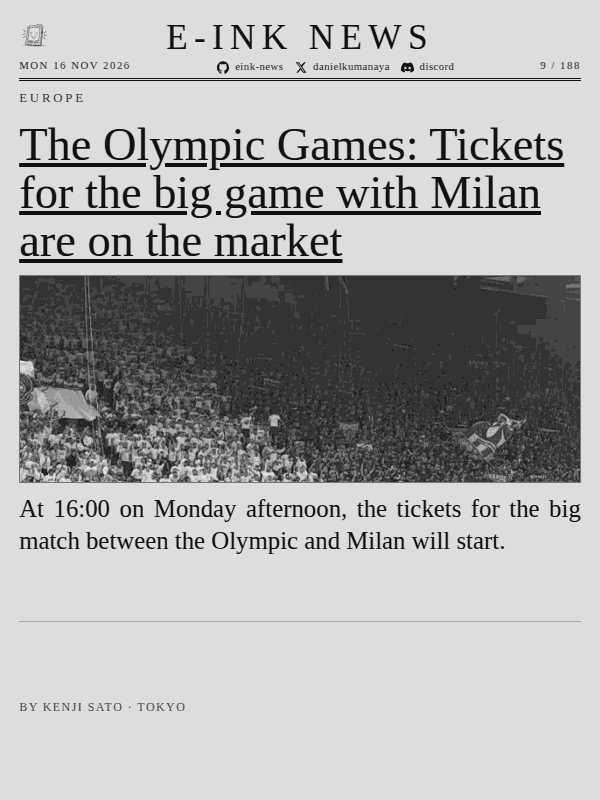 E-INK NEWS
MON 16 NOV 2026
eink-news
danielkumanaya
discord
9 / 188
EUROPE
The Olympic Games: Tickets
for the big game with Milan
are on the market
At 16:00 on Monday afternoon, the tickets for the big
match between the Olympic and Milan will start.
BY KENJI SATO · TOKYO